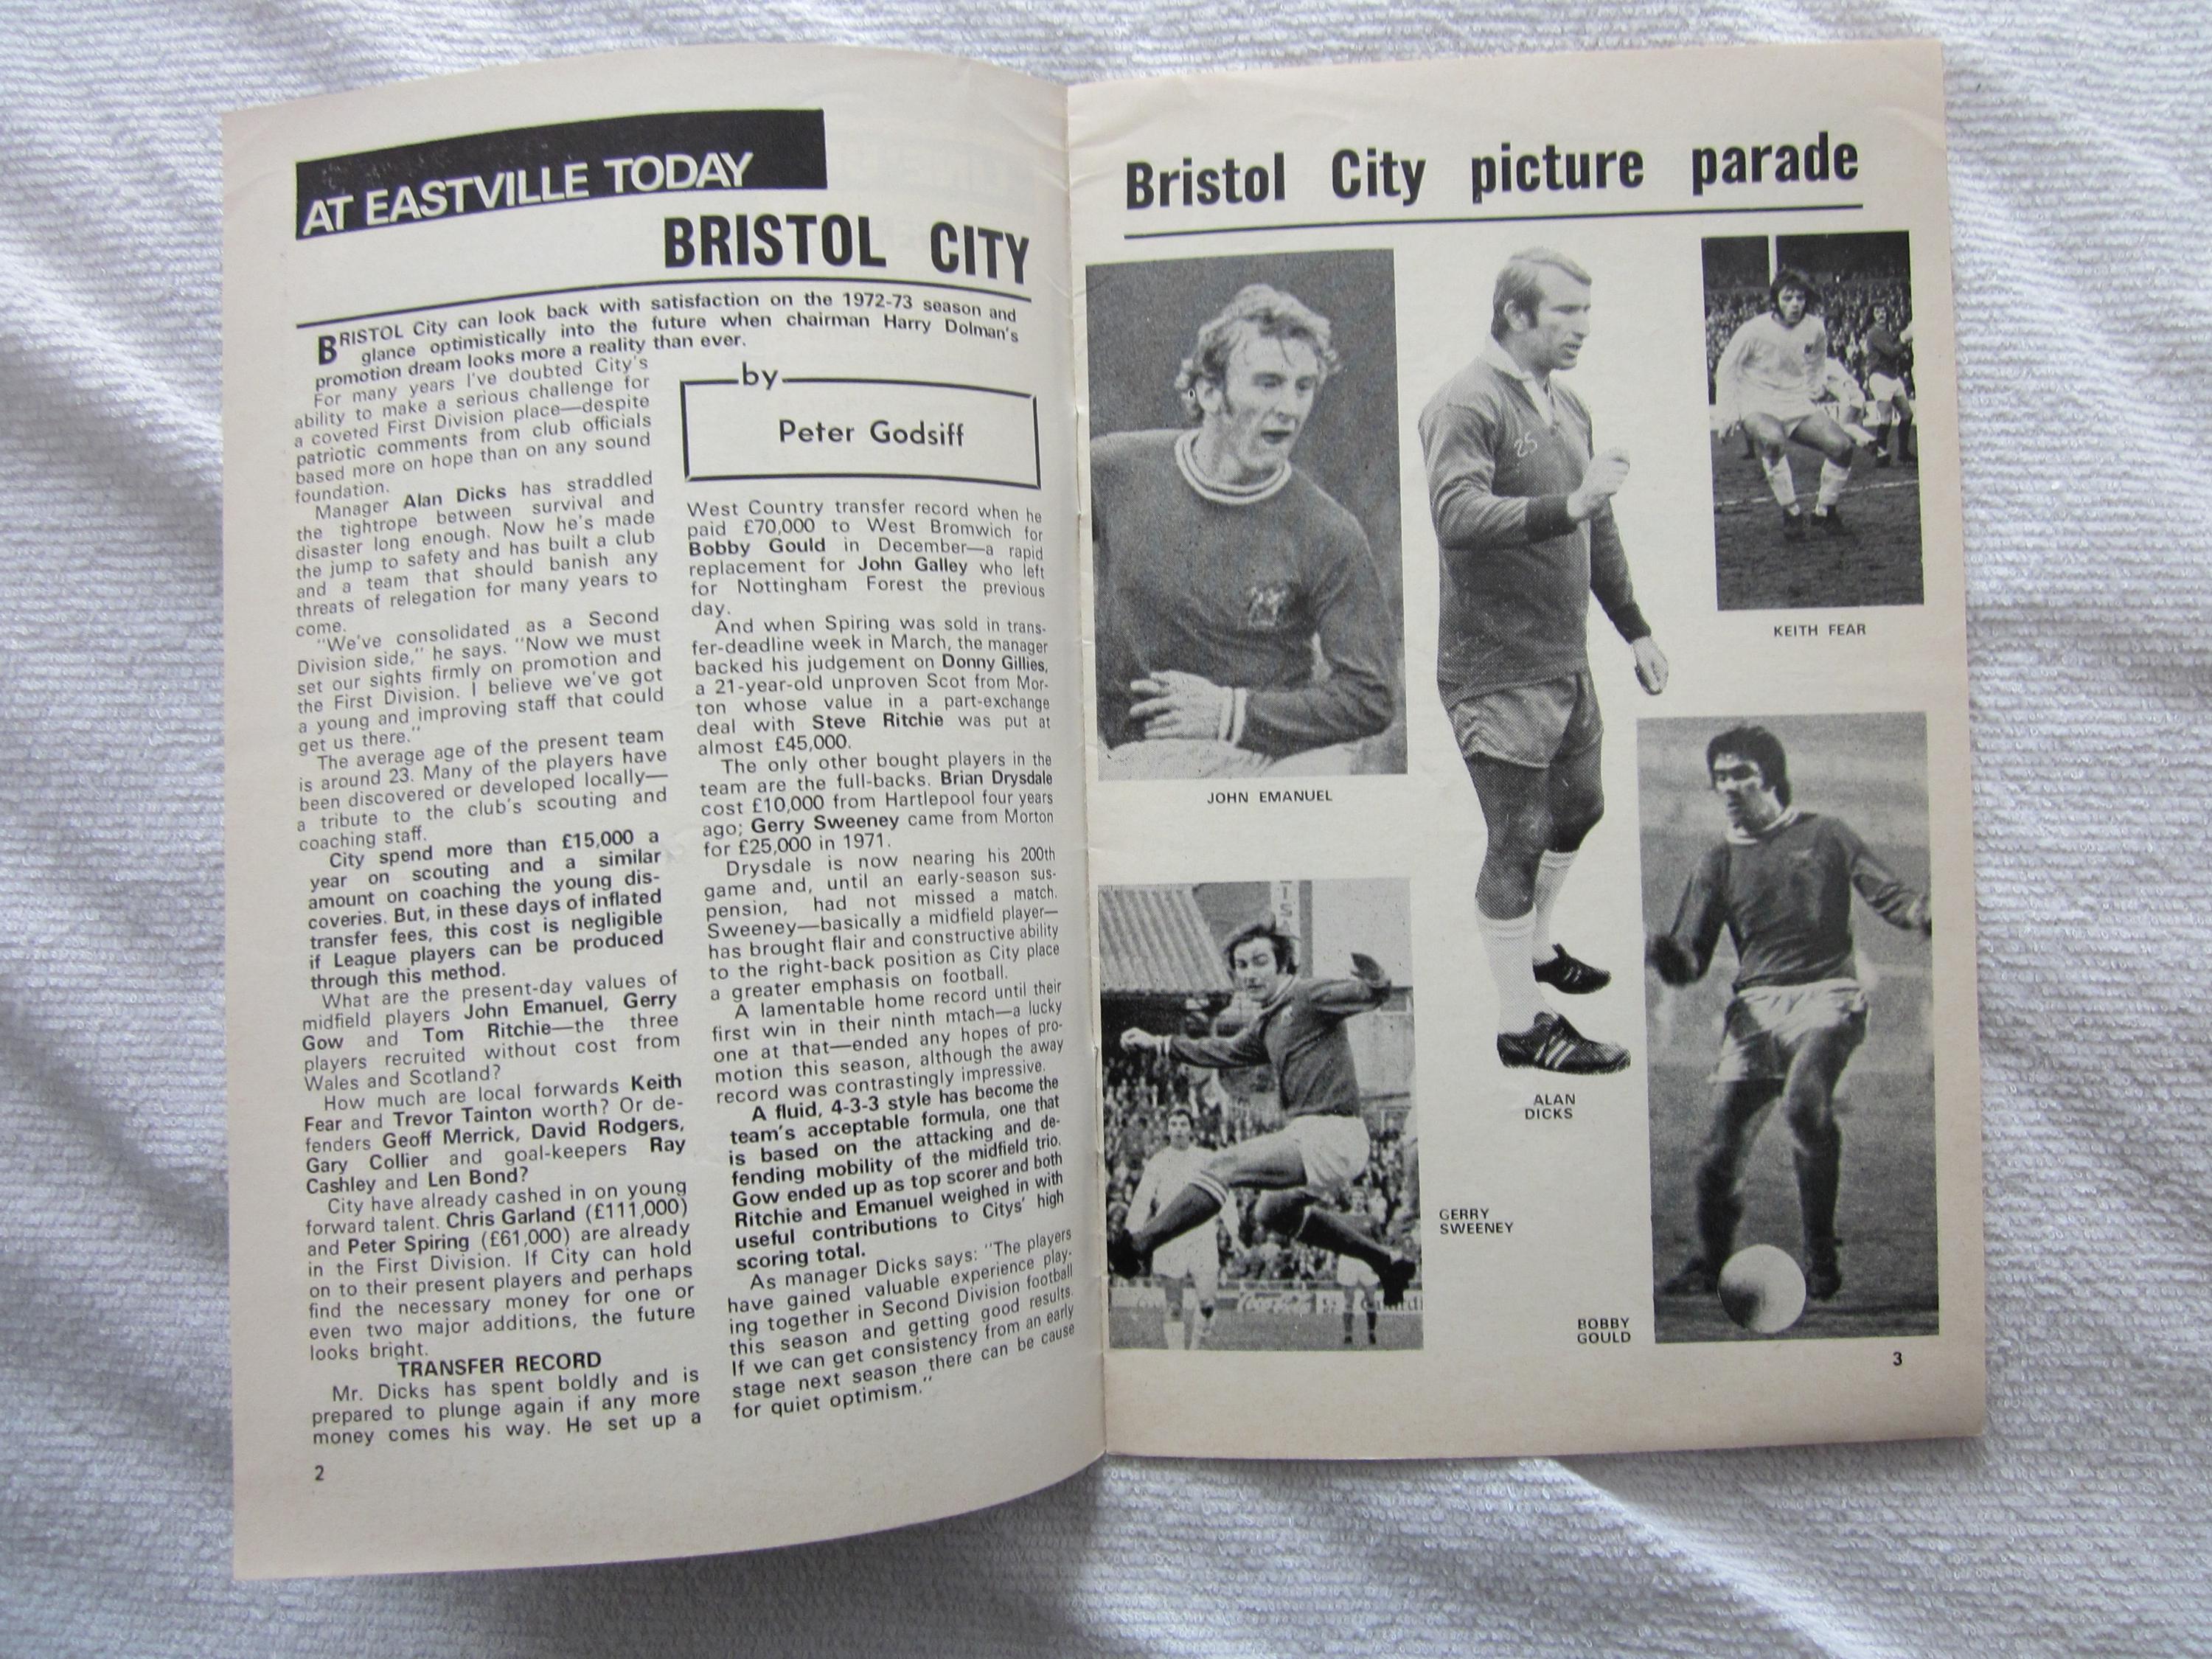 AT EASTVILLE TODAY
BRISTOL CITY
BRISTOL City can look back with satisfaction on the 1972-73 season and
glance optimistically into the future when chairman Harry Dolman's
promotion dream looks more a reality than ever.
For many years I've doubted City's
ability to make a serious challenge for
a coveted First Division place—despite
patriotic comments from club officials
based more on hope than on any sound
foundation.
Manager Alan Dicks has straddled
the tightrope between survival and
disaster long enough. Now he's made
the jump to safety and has built a club
and a team that should banish any
threats of relegation for many years to
come.
"We've consolidated as a Second
Division side," he says. "Now we must
set our sights firmly on promotion and
the First Division. I believe we've got
a young and improving staff that could
get us there."
The average age of the present team
is around 23. Many of the players have
been discovered or developed locally—
a tribute to the club's scouting and
coaching staff.
City spend more than £15,000 a
year on scouting and a similar
amount on coaching the young dis-
coveries. But, in these days of inflated
transfer fees, this cost is negligible
if League players can be produced
through this method.
What are the present-day values of
midfield players John Emanuel, Gerry
Gow and Tom Ritchie—the three
players recruited without cost from
Wales and Scotland?
How much are local forwards Keith
Fear and Trevor Tainton worth? Or de-
fenders Geoff Merrick, David Rodgers,
Gary Collier and goal-keepers Ray
Cashley and Len Bond?
City have already cashed in on young
forward talent. Chris Garland (£111,000)
and Peter Spiring (£61,000) are already
in the First Division. If City can hold
on to their present players and perhaps
find the necessary money for one or
even two major additions, the future
looks bright.
TRANSFER RECORD
Mr. Dicks has spent boldly and is
prepared to plunge again if any more
money comes his way. He set up a
2
by
Peter Godsiff
West Country transfer record when he
paid £70,000 to West Bromwich for
Bobby Gould in December—a rapid
replacement for John Galley who left
for Nottingham Forest the previous
day.
And when Spiring was sold in trans-
fer-deadline week in March, the manager
backed his judgement on Donny Gillies,
a 21-year-old unproven Scot from Mor-
ton whose value in a part-exchange
deal with Steve Ritchie was put at
almost £45,000.
The only other bought players in the
team are the full-backs. Brian Drysdale
cost £10,000 from Hartlepool four years
ago; Gerry Sweeney came from Morton
for £25,000 in 1971.
Drysdale is now nearing his 200th
game and, until an early-season sus-
pension, had not missed a match.
Sweeney—basically a midfield player—
has brought flair and constructive ability
to the right-back position as City place
a greater emphasis on football.
A lamentable home record until their
first win in their ninth mtach—a lucky
one at that—ended any hopes of pro-
motion this season, although the away
record was contrastingly impressive.
A fluid, 4-3-3 style has become the
team's acceptable formula, one that
is based on the attacking and de-
fending mobility of the midfield trio.
Gow ended up as top scorer and both
Ritchie and Emanuel weighed in with
useful contributions to Citys' high
scoring total.
As manager Dicks says: "The players
have gained valuable experience play-
ing together in Second Division football
this season and getting good results.
If we can get consistency from an early
stage next season there can be cause
for quiet optimism."
Bristol City picture parade
25
KEITH FEAR
JOHN EMANUEL
ALAN
DICKS
Coca-Cola
GERRY
SWEENEY
BOBBY
GOULD
3